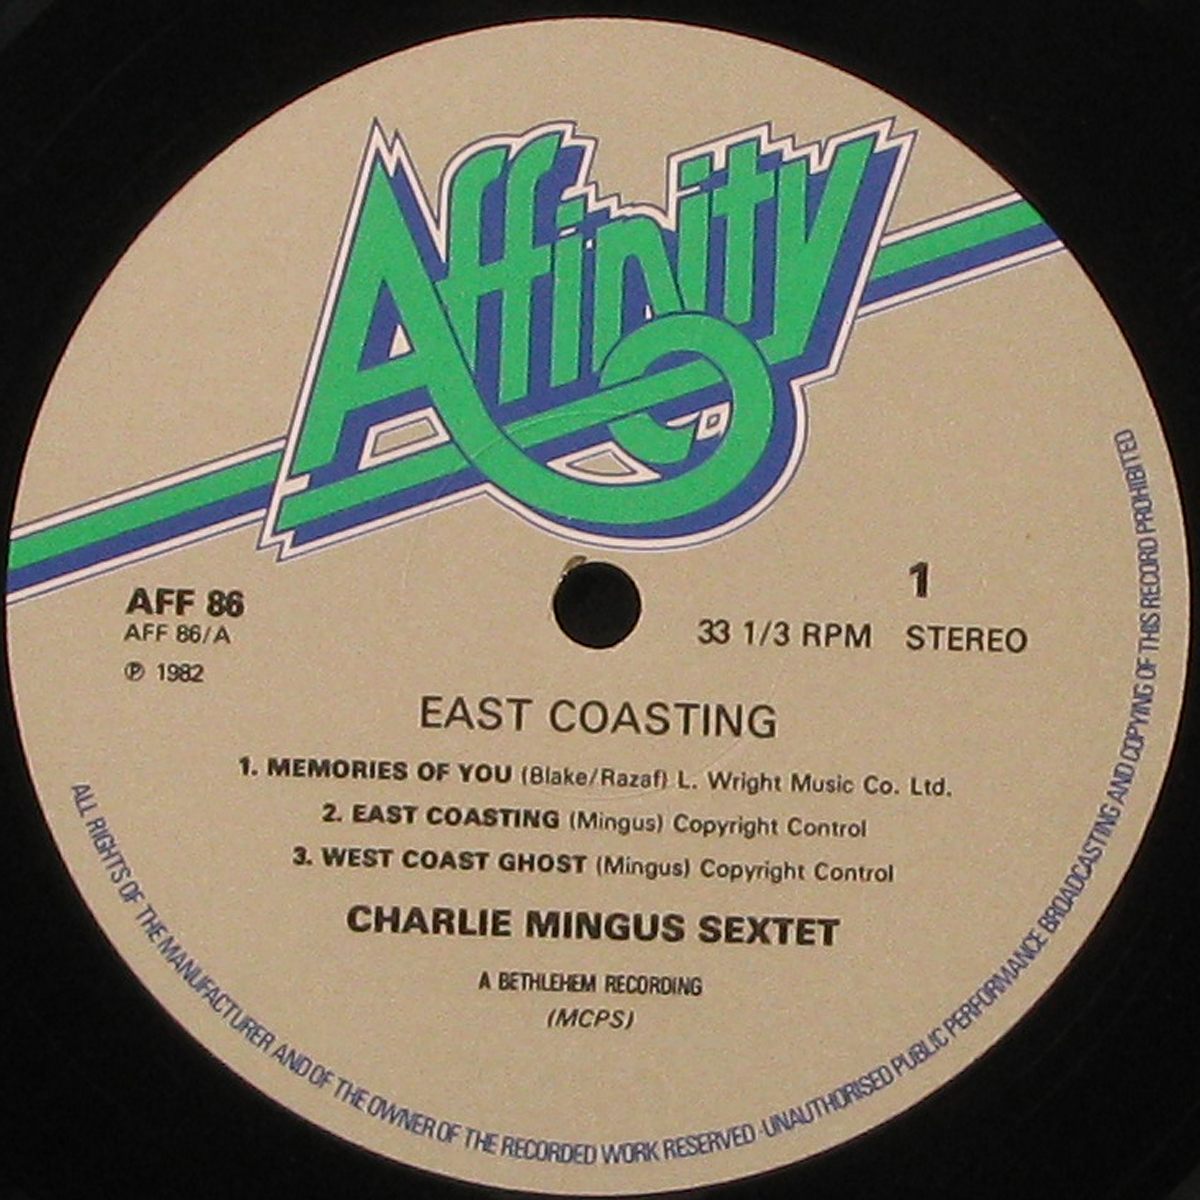 Affinity
AFF 86
AFF 86/A
℗ 1982
1
33 1/3 RPM STEREO
EAST COASTING
1. MEMORIES OF YOU (Blake/Razaf) L. Wright Music Co. Ltd.
2. EAST COASTING (Mingus) Copyright Control
3. WEST COAST GHOST (Mingus) Copyright Control
CHARLIE MINGUS SEXTET
A BETHLEHEM RECORDING
(MCPS)
ALL RIGHTS OF THE MANUFACTURER AND OF THE OWNER OF THE RECORDED WORK RESERVED · UNAUTHORISED PUBLIC PERFORMANCE BROADCASTING AND COPYING OF THIS RECORD PROHIBITED